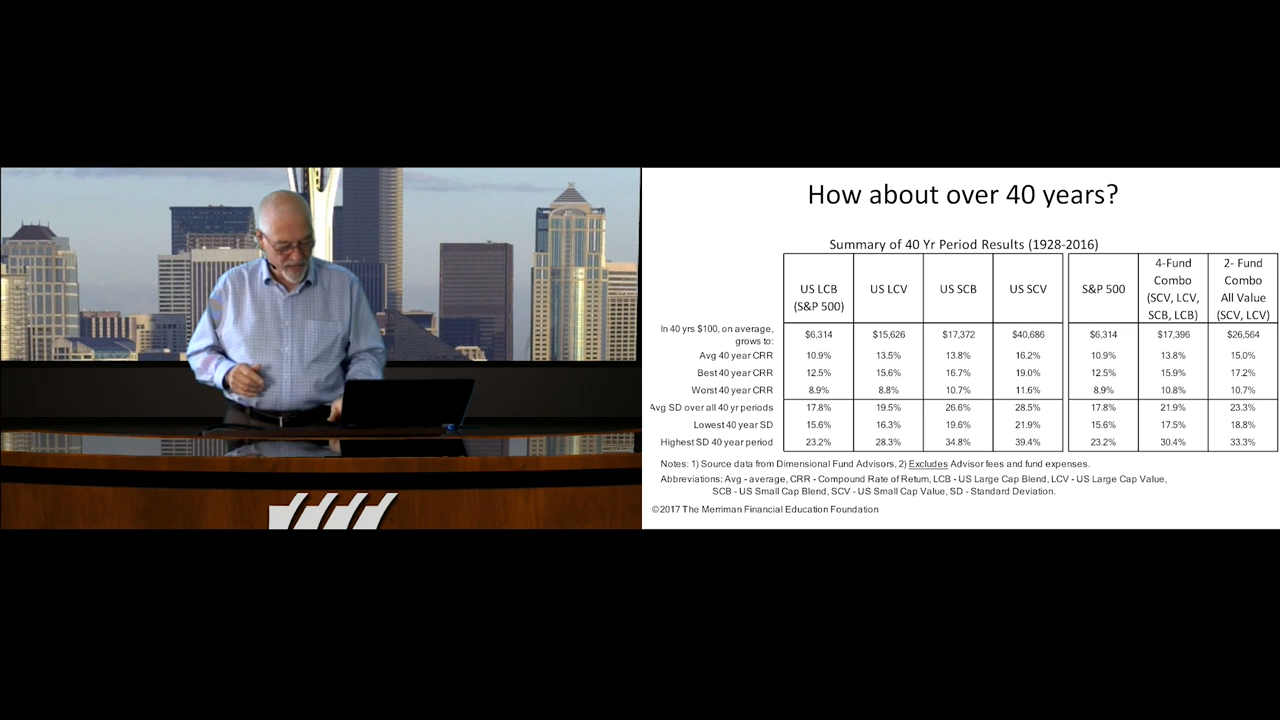 How about over 40 years?
Summary of 40 Yr Period Results (1928-2016)
US LCB (S&P 500) US LCV US SCB US SCV S&P 500 4-Fund Combo (SCV, LCV, SCB, LCB) 2- Fund Combo All Value (SCV, LCV)
In 40 yrs $100, on average, grows to: $6,314 $15,626 $17,372 $40,686 $6,314 $17,396 $26,564
Avg 40 year CRR 10.9% 13.5% 13.8% 16.2% 10.9% 13.8% 15.0%
Best 40 year CRR 12.5% 15.6% 16.7% 19.0% 12.5% 15.9% 17.2%
Worst 40 year CRR 8.9% 8.8% 10.7% 11.6% 8.9% 10.8% 10.7%
Avg SD over all 40 yr periods 17.8% 19.5% 26.6% 28.5% 17.8% 21.9% 23.3%
Lowest 40 year SD 15.6% 16.3% 19.6% 21.9% 15.6% 17.5% 18.8%
Highest SD 40 year period 23.2% 28.3% 34.8% 39.4% 23.2% 30.4% 33.3%
Notes: 1) Source data from Dimensional Fund Advisors, 2) Excludes Advisor fees and fund expenses.
Abbreviations: Avg - average, CRR - Compound Rate of Return, LCB - US Large Cap Blend, LCV - US Large Cap Value,
SCB - US Small Cap Blend, SCV - US Small Cap Value, SD - Standard Deviation.
©2017 The Merriman Financial Education Foundation